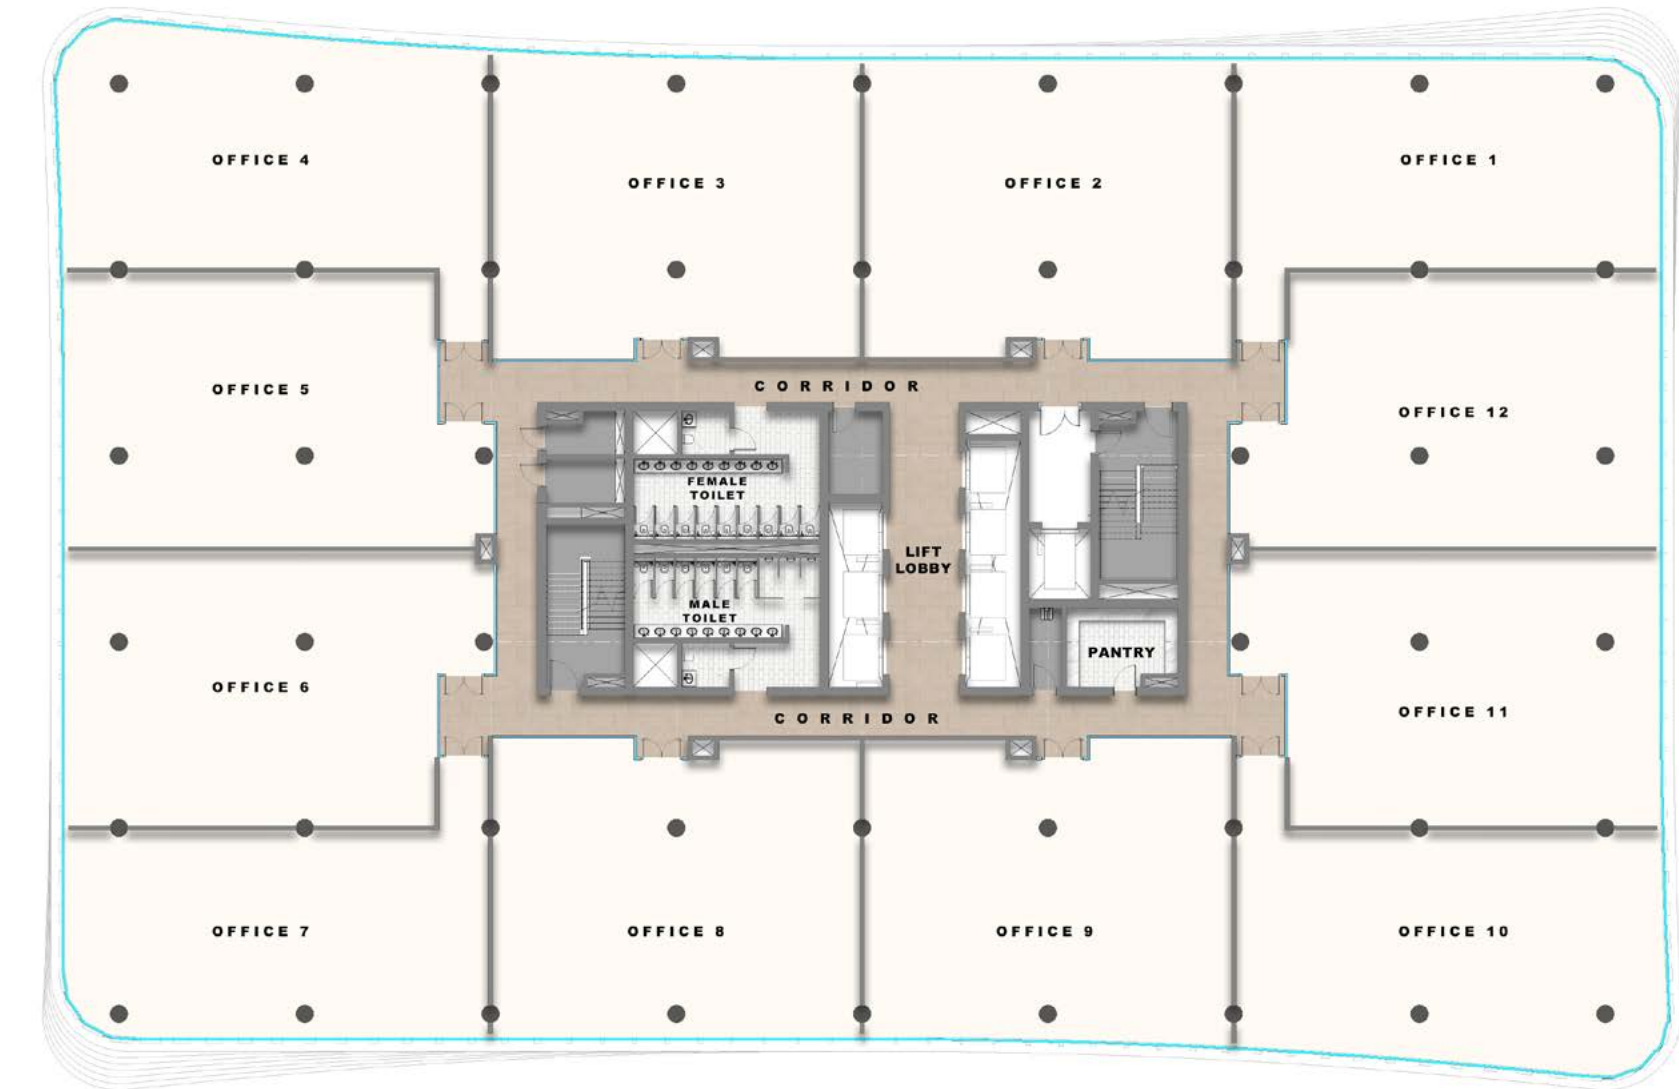 OFFICE 4
OFFICE 3
OFFICE 2
OFFICE 1
OFFICE 5
CORRIDOR
OFFICE 12
FEMALE
TOILET
LIFT
LOBBY
MALE
TOILET
PANTRY
OFFICE 6
OFFICE 11
CORRIDOR
OFFICE 7
OFFICE 8
OFFICE 9
OFFICE 10